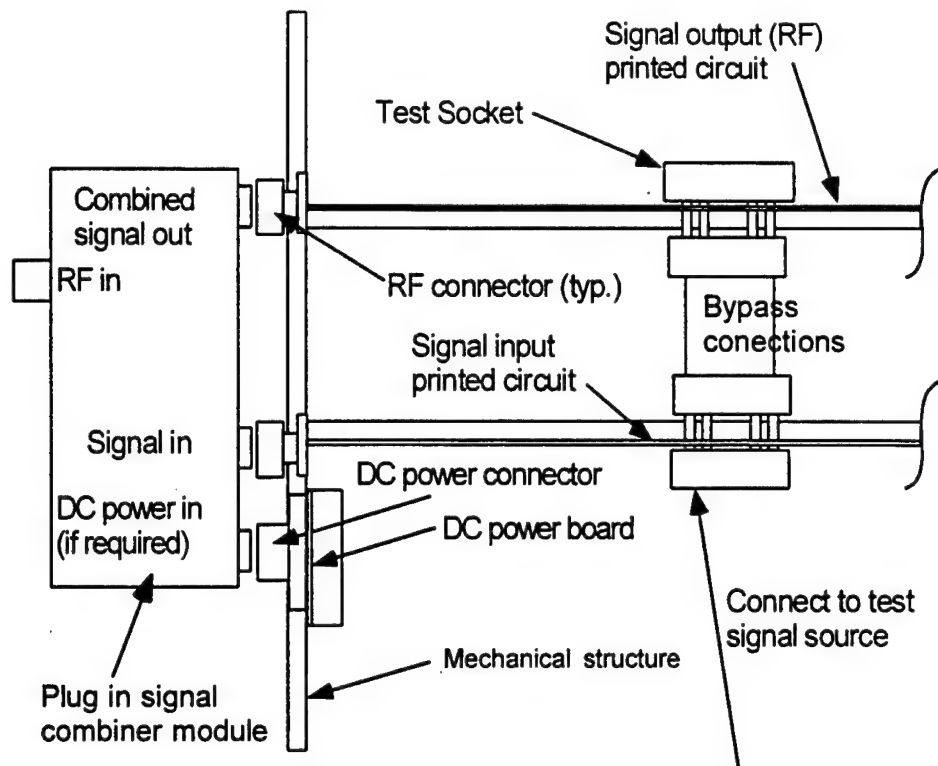 Signal output (RF)
printed circuit
Test Socket
Combined
signal out
RF in
RF connector (typ.)
Bypass
conections
Signal input
printed circuit
Signal in
DC power connector
DC power in
(if required)
DC power board
Connect to test
signal source
Mechanical structure
Plug in signal
combiner module